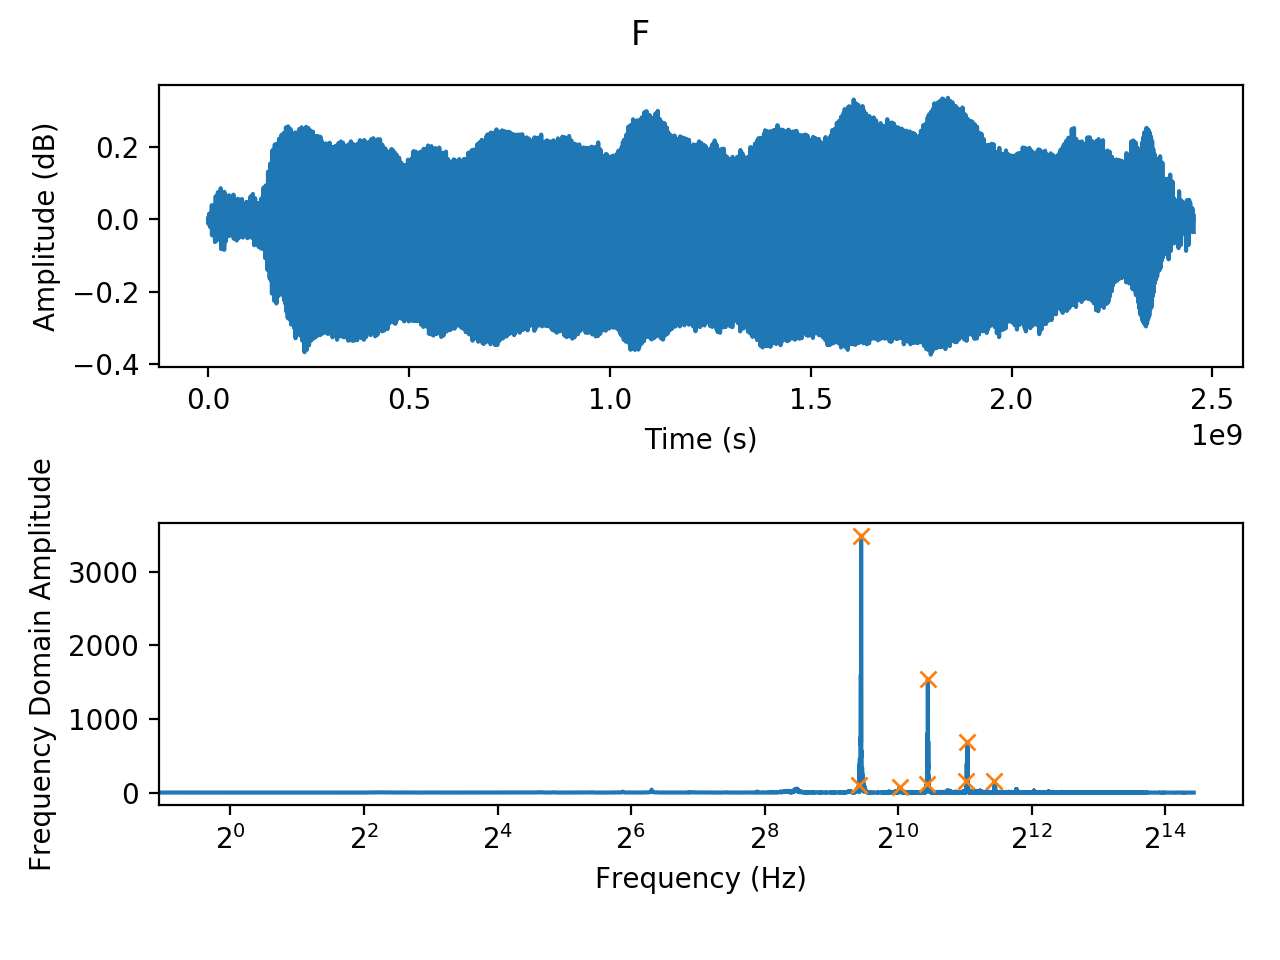 F
Amplitude (dB)
0.2
0.0
−0.2
−0.4
0.0 0.5 1.0 1.5 2.0 2.5
1e9
Time (s)
Frequency Domain Amplitude
3000
2000
1000
0
2^0 2^2 2^4 2^6 2^8 2^10 2^12 2^14
Frequency (Hz)